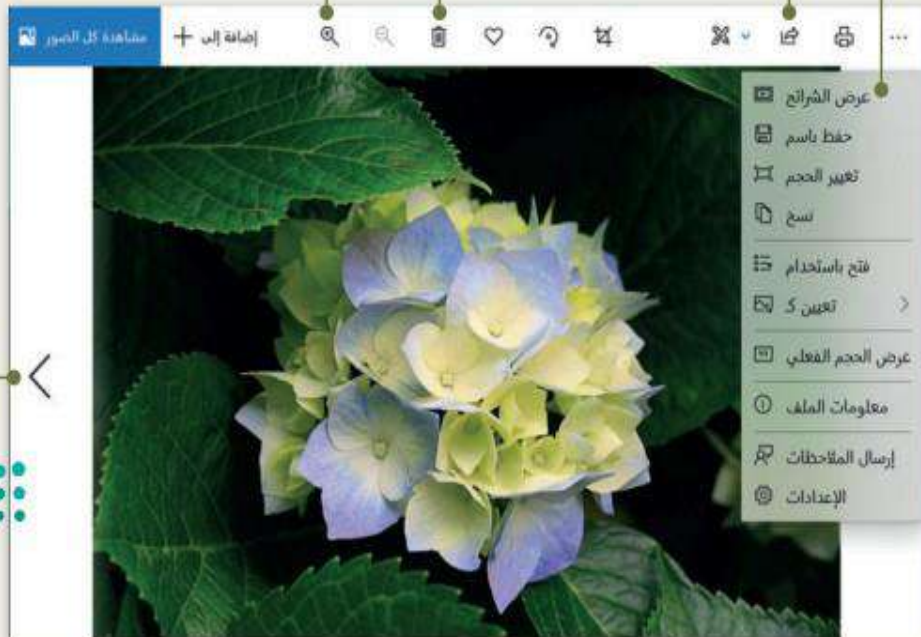 مشاهدة كل الصور
إضافة إلى
عرض الشرائح
حفظ باسم
تغيير الحجم
نسخ
فتح باستخدام
تعيين كـ
عرض الحجم الفعلي
معلومات الملف
إرسال الملاحظات
الإعدادات